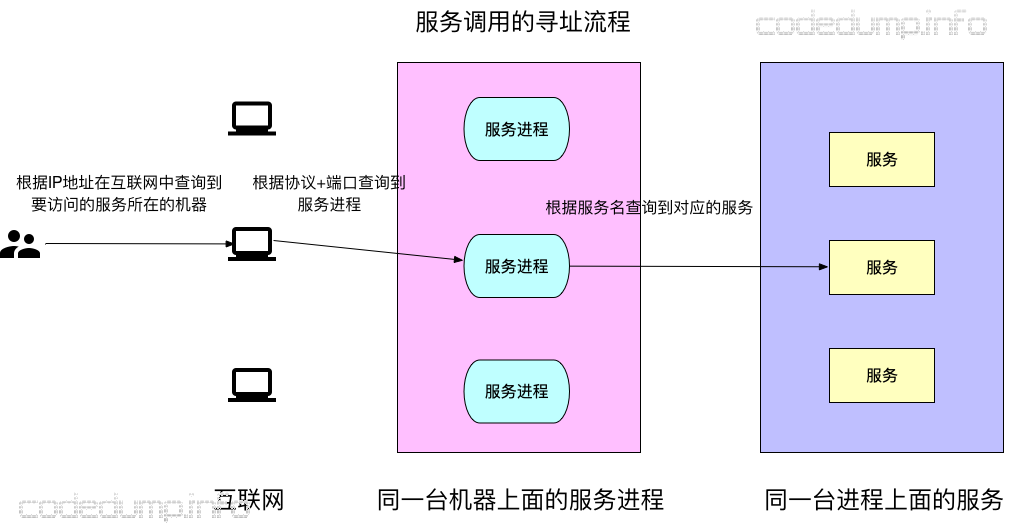 服务调用的寻址流程
codedump.info
根据IP地址在互联网中查询到
要访问的服务所在的机器
根据协议+端口查询到
服务进程
根据服务名查询到对应的服务
服务进程
服务进程
服务进程
服务
服务
服务
互联网
同一台机器上面的服务进程
同一台进程上面的服务
codedump.info